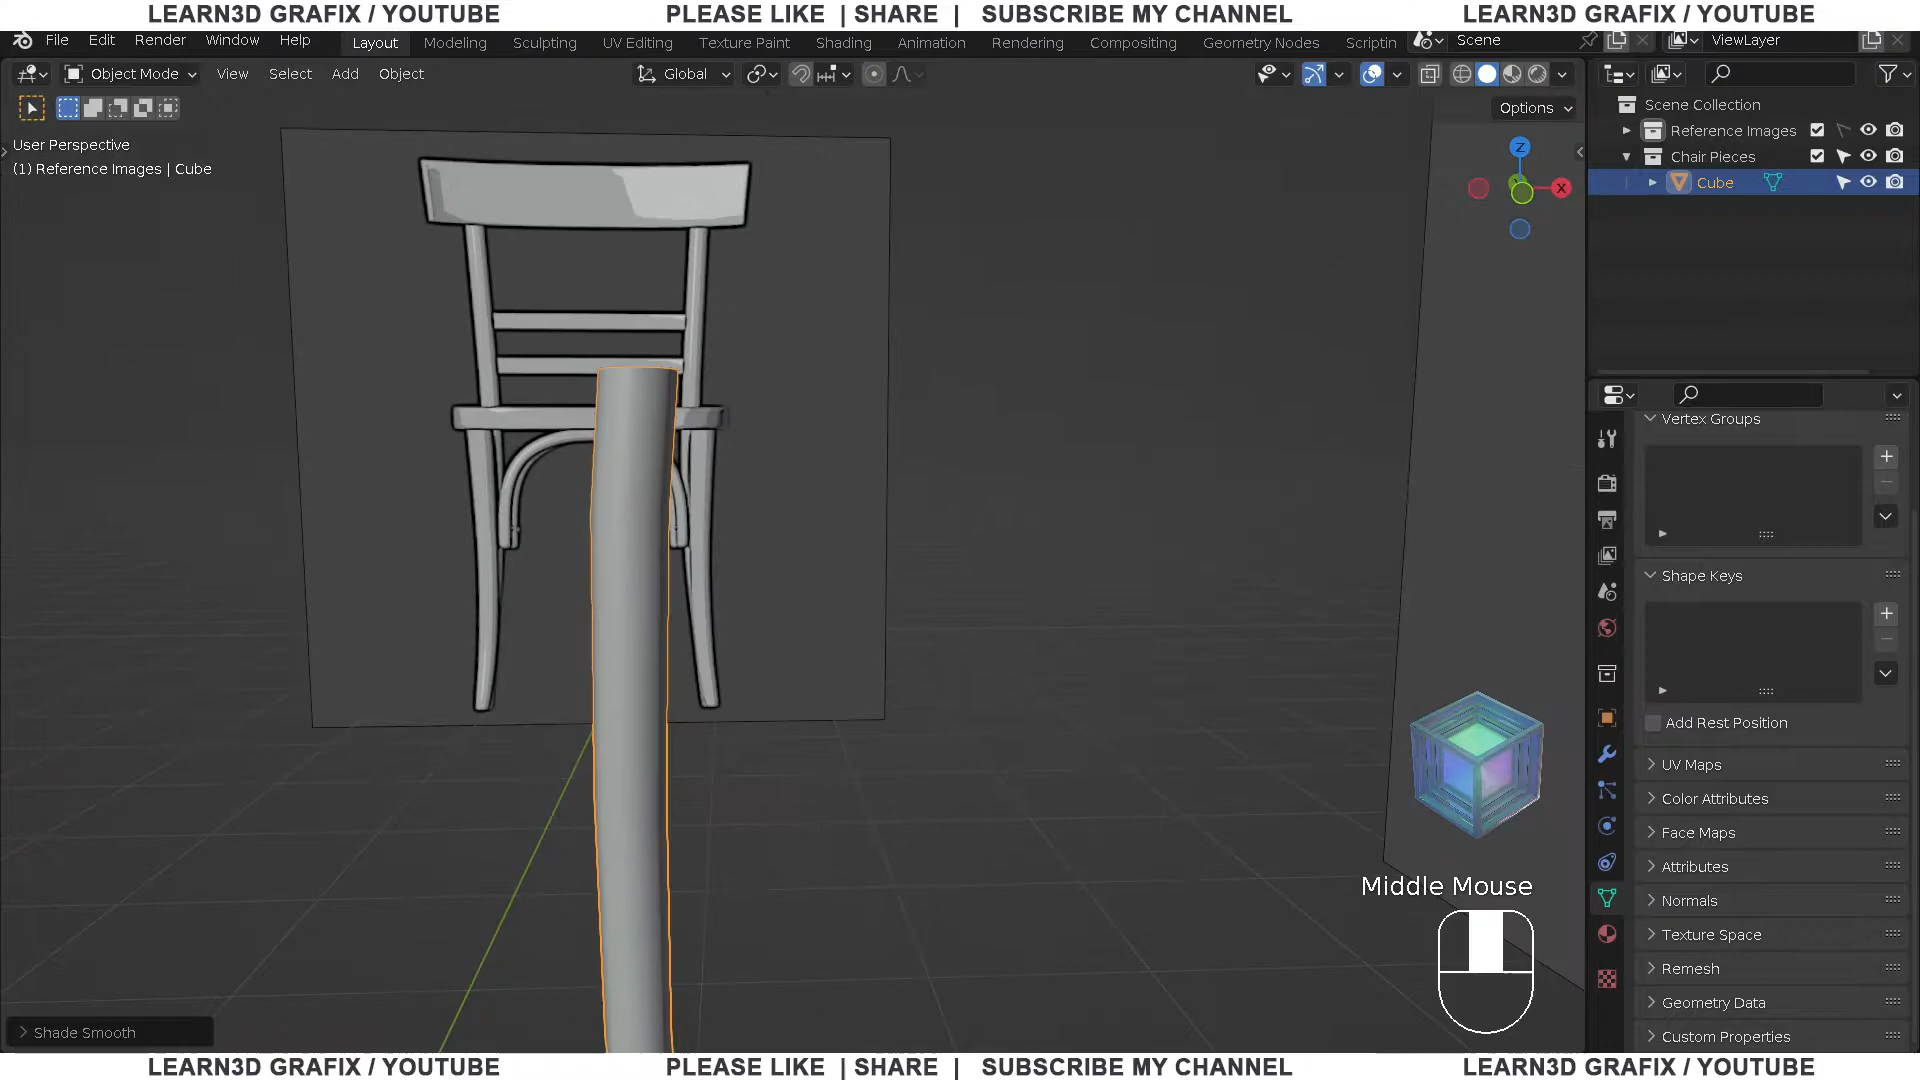 LEARN3D GRAFIX / YOUTUBE PLEASE LIKE | SHARE | SUBSCRIBE MY CHANNEL LEARN3D GRAFIX / YOUTUBE
File Edit Render Window Help Layout Modeling Sculpting UV Editing Texture Paint Shading Animation Rendering Compositing Geometry Nodes Scriptin Scene ViewLayer
Object Mode View Select Add Object Global
Options
User Perspective
(1) Reference Images | Cube
Z
X
Scene Collection
Reference Images
Chair Pieces
Cube
Vertex Groups
Shape Keys
Add Rest Position
UV Maps
Color Attributes
Face Maps
Attributes
Normals
Texture Space
Remesh
Geometry Data
Custom Properties
Middle Mouse
Shade Smooth
LEARN3D GRAFIX / YOUTUBE PLEASE LIKE | SHARE | SUBSCRIBE MY CHANNEL LEARN3D GRAFIX / YOUTUBE